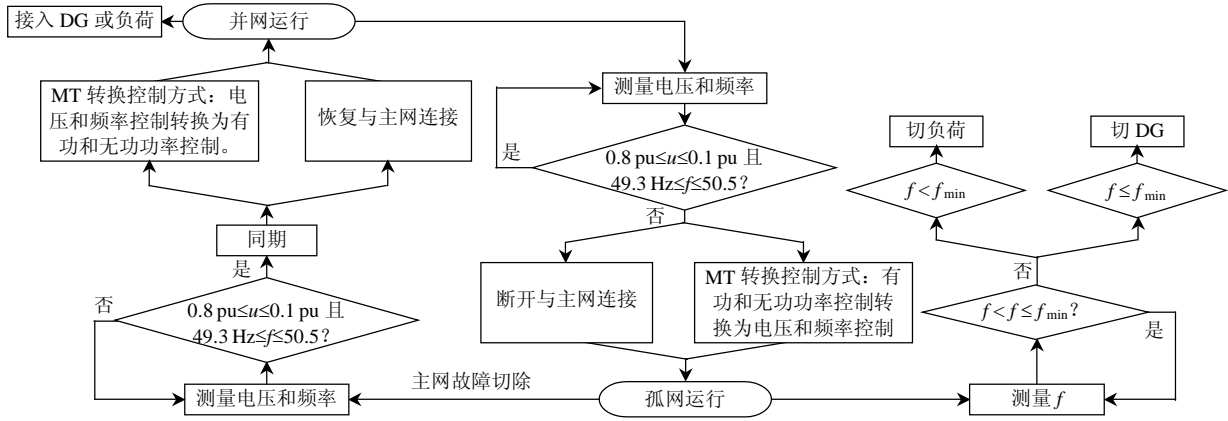 接入 DG 或负荷
并网运行
MT 转换控制方式：电
压和频率控制转换为有
功和无功功率控制。
恢复与主网连接
测量电压和频率
是
0.8 pu≤u≤0.1 pu 且
49.3 Hz≤f≤50.5？
否
切负荷
切 DG
f<fmin
f≤fmin
同期
是
否
0.8 pu≤u≤0.1 pu 且
49.3 Hz≤f≤50.5？
断开与主网连接
MT 转换控制方式：有
功和无功功率控制转
换为电压和频率控制
否
f<f≤fmin?
是
测量电压和频率
主网故障切除
孤网运行
测量 f